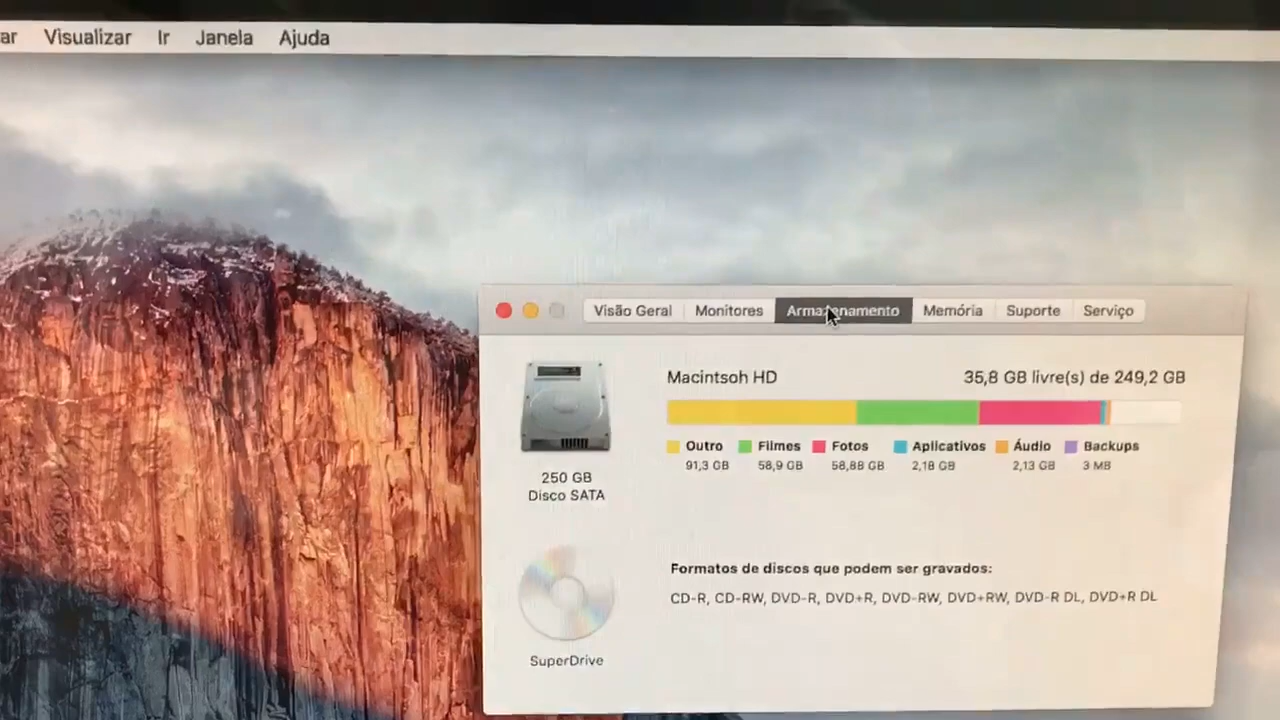 ar Visualizar Ir Janela Ajuda
Visão Geral Monitores Armazenamento Memória Suporte Serviço
Macintsoh HD 35,8 GB livre(s) de 249,2 GB
Outro Filmes Fotos Aplicativos Áudio Backups
91,3 GB 58,9 GB 58,88 GB 2,18 GB 2,13 GB 3 MB
250 GB
Disco SATA
Formatos de discos que podem ser gravados:
CD-R, CD-RW, DVD-R, DVD+R, DVD-RW, DVD+RW, DVD-R DL, DVD+R DL
SuperDrive